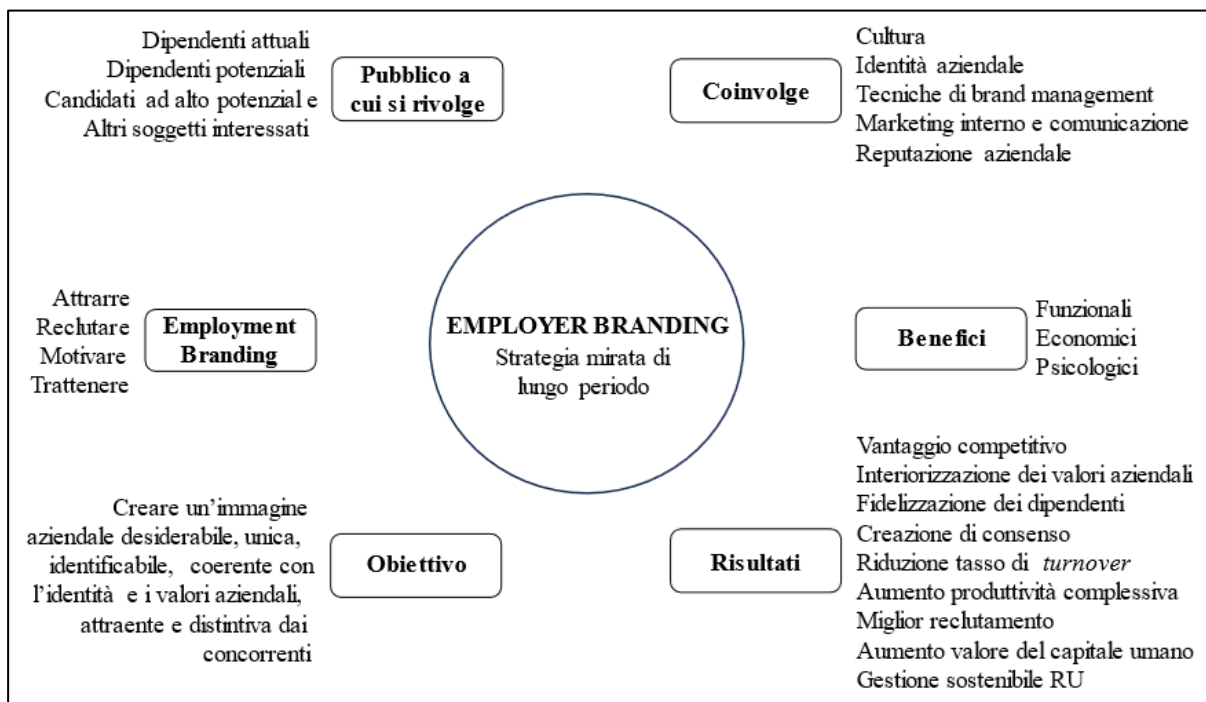 Dipendenti attuali
Dipendenti potenziali
Candidati ad alto potenzial e
Altri soggetti interessati
Pubblico a
cui si rivolge
Coinvolge
Cultura
Identità aziendale
Tecniche di brand management
Marketing interno e comunicazione
Reputazione aziendale
Attrarre
Reclutare
Motivare
Trattenere
Employment
Branding
EMPLOYER BRANDING
Strategia mirata di
lungo periodo
Benefici
Funzionali
Economici
Psicologici
Creare un’immagine
aziendale desiderabile, unica,
identificabile, coerente con
l’identità e i valori aziendali,
attraente e distintiva dai
concorrenti
Obiettivo
Risultati
Vantaggio competitivo
Interiorizzazione dei valori aziendali
Fidelizzazione dei dipendenti
Creazione di consenso
Riduzione tasso di turnover
Aumento produttività complessiva
Miglior reclutamento
Aumento valore del capitale umano
Gestione sostenibile RU